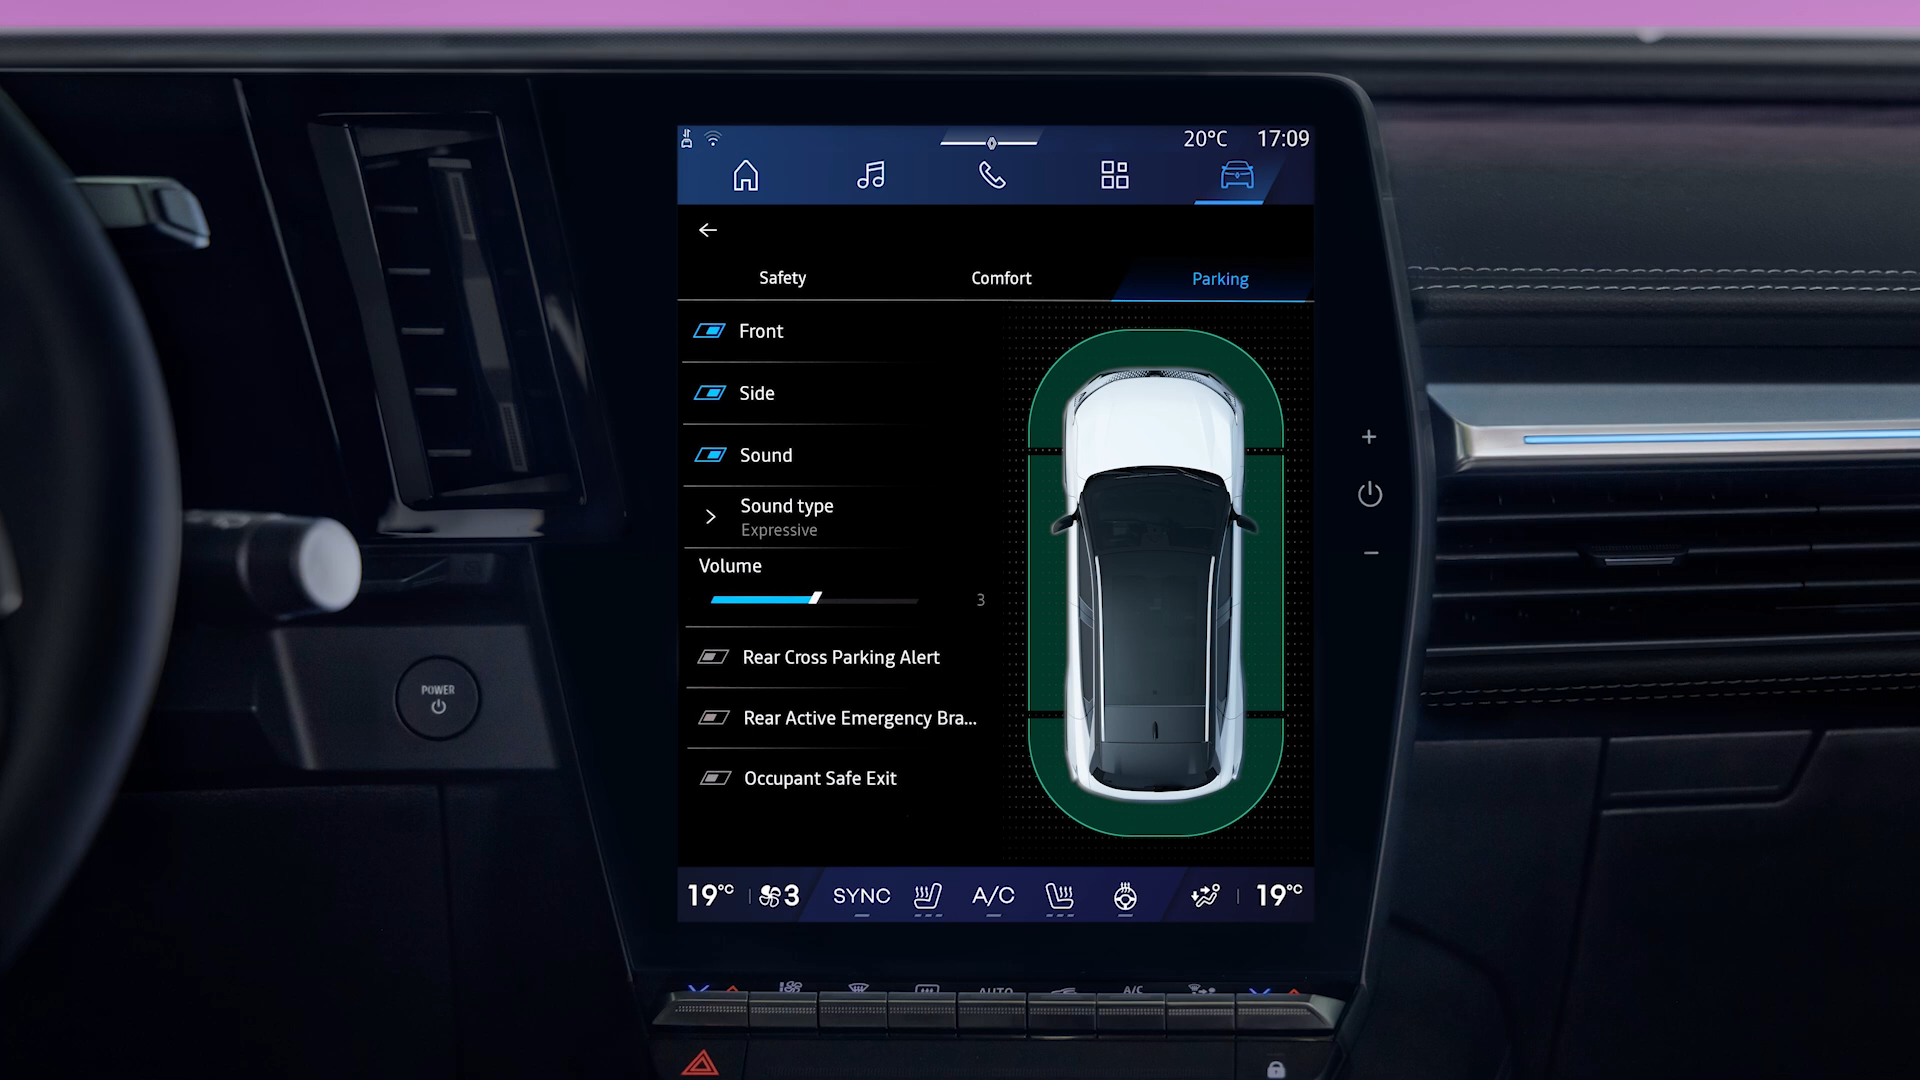 20°C 17:09
Safety Comfort Parking
Front
Side
Sound
Sound type
Expressive
Volume
3
Rear Cross Parking Alert
Rear Active Emergency Bra...
Occupant Safe Exit
POWER
19°C 3 SYNC A/C 19°C
AUTO A/C